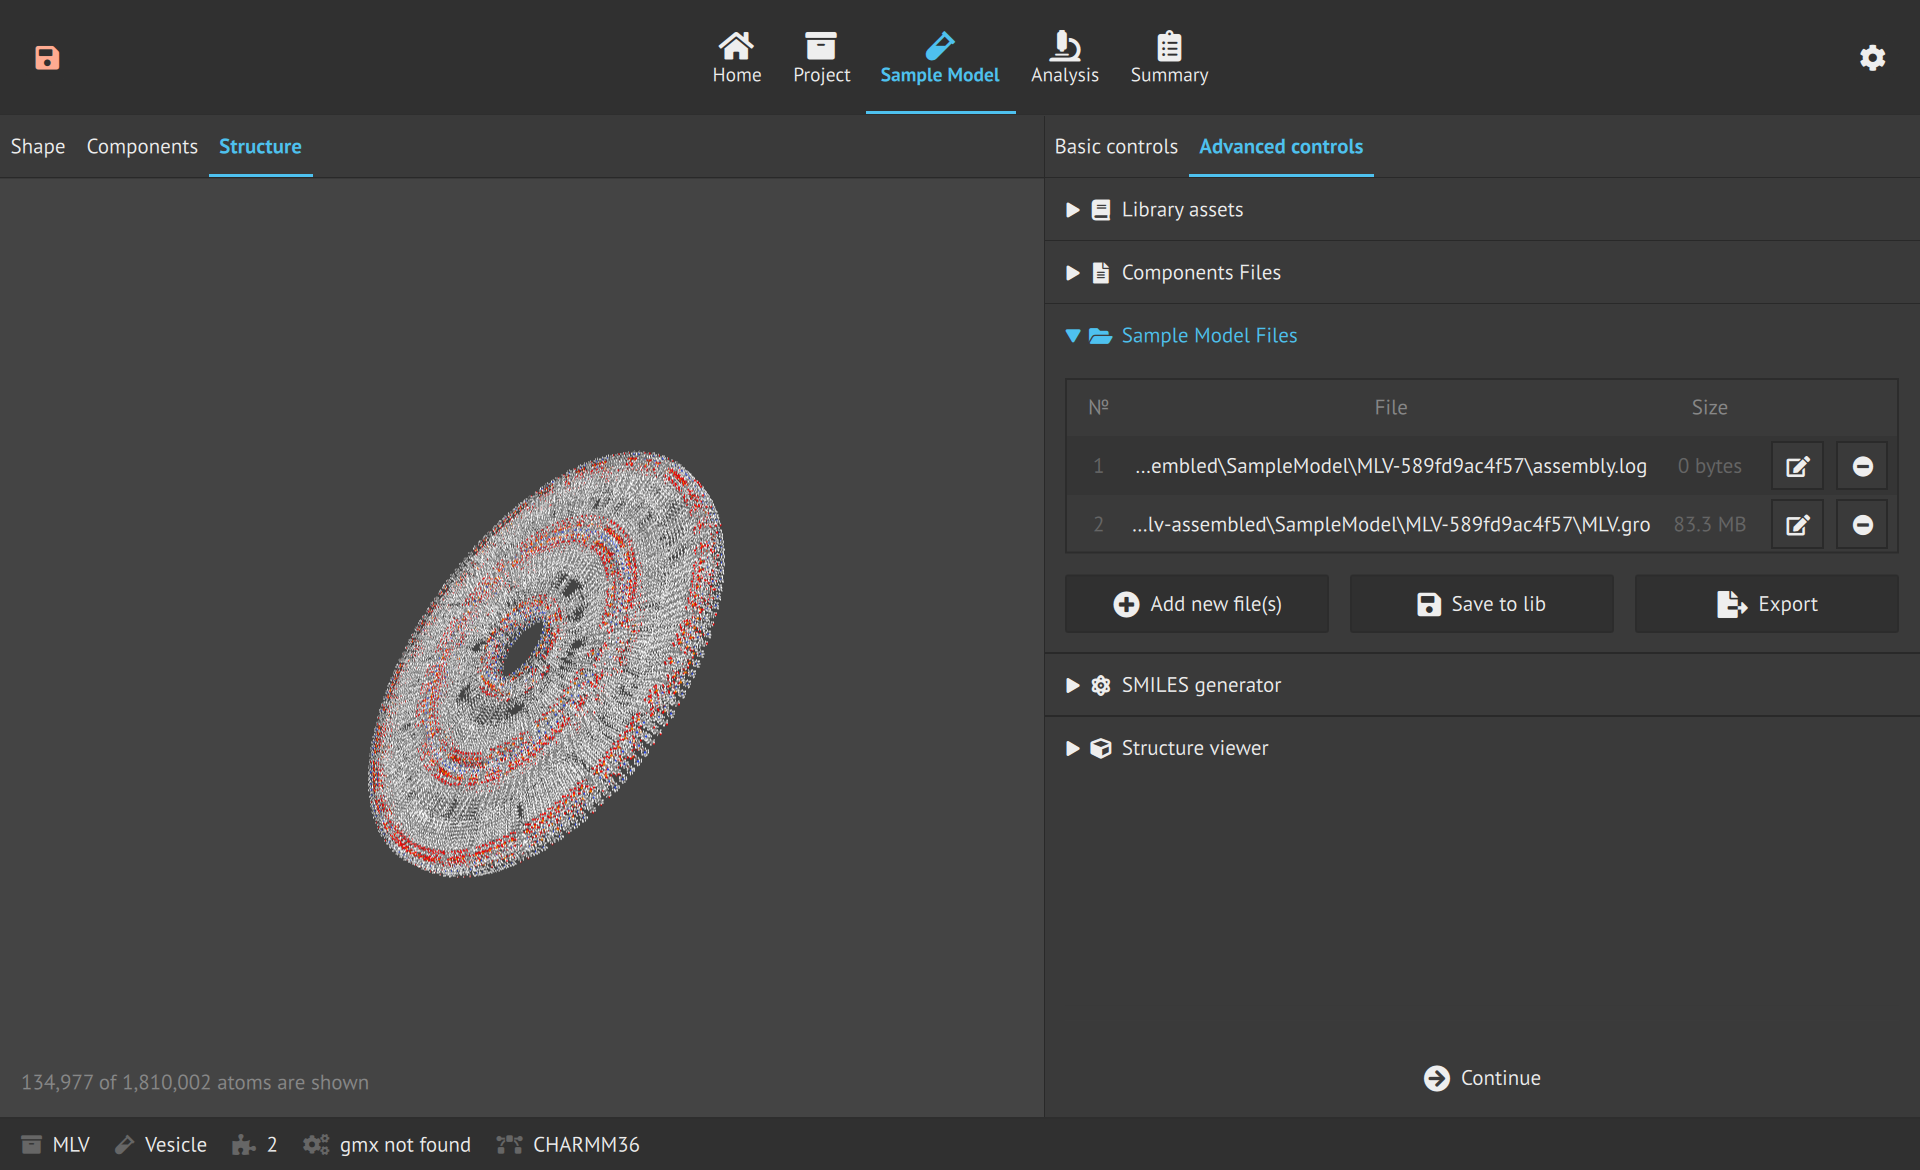 Home
Project
Sample Model
Analysis
Summary
Shape
Components
Structure
Basic controls
Advanced controls
Library assets
Components Files
Sample Model Files
№ File Size
1 ...embled\SampleModel\MLV-589fd9ac4f57\assembly.log 0 bytes
2 ...lv-assembled\SampleModel\MLV-589fd9ac4f57\MLV.gro 83.3 MB
Add new file(s)
Save to lib
Export
SMILES generator
Structure viewer
134,977 of 1,810,002 atoms are shown
Continue
MLV
Vesicle
2
gmx not found
CHARMM36